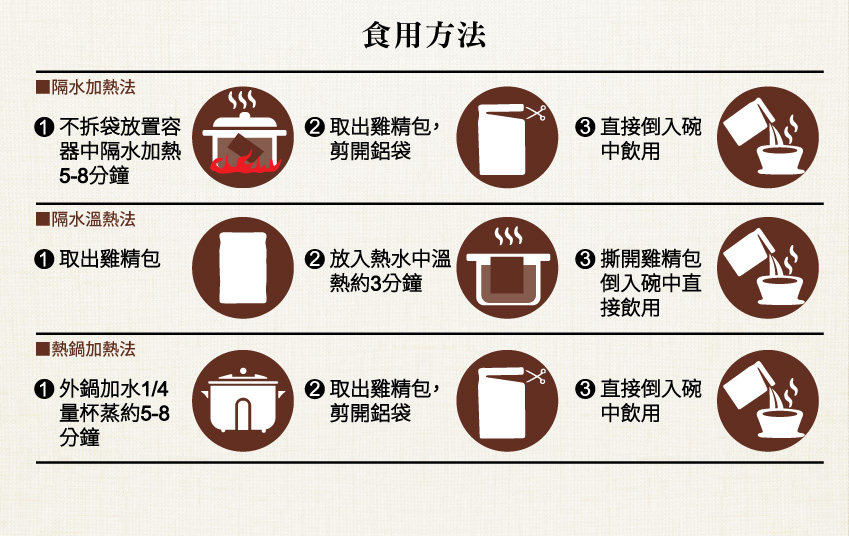 食用方法
■隔水加熱法
❶ 不拆袋放置容
器中隔水加熱
5-8分鐘
❷ 取出雞精包，
剪開鋁袋
❸ 直接倒入碗
中飲用
■隔水溫熱法
❶ 取出雞精包
❷ 放入熱水中溫
熱約3分鐘
❸ 撕開雞精包
倒入碗中直
接飲用
■熱鍋加熱法
❶ 外鍋加水1/4
量杯蒸約5-8
分鐘
❷ 取出雞精包，
剪開鋁袋
❸ 直接倒入碗
中飲用